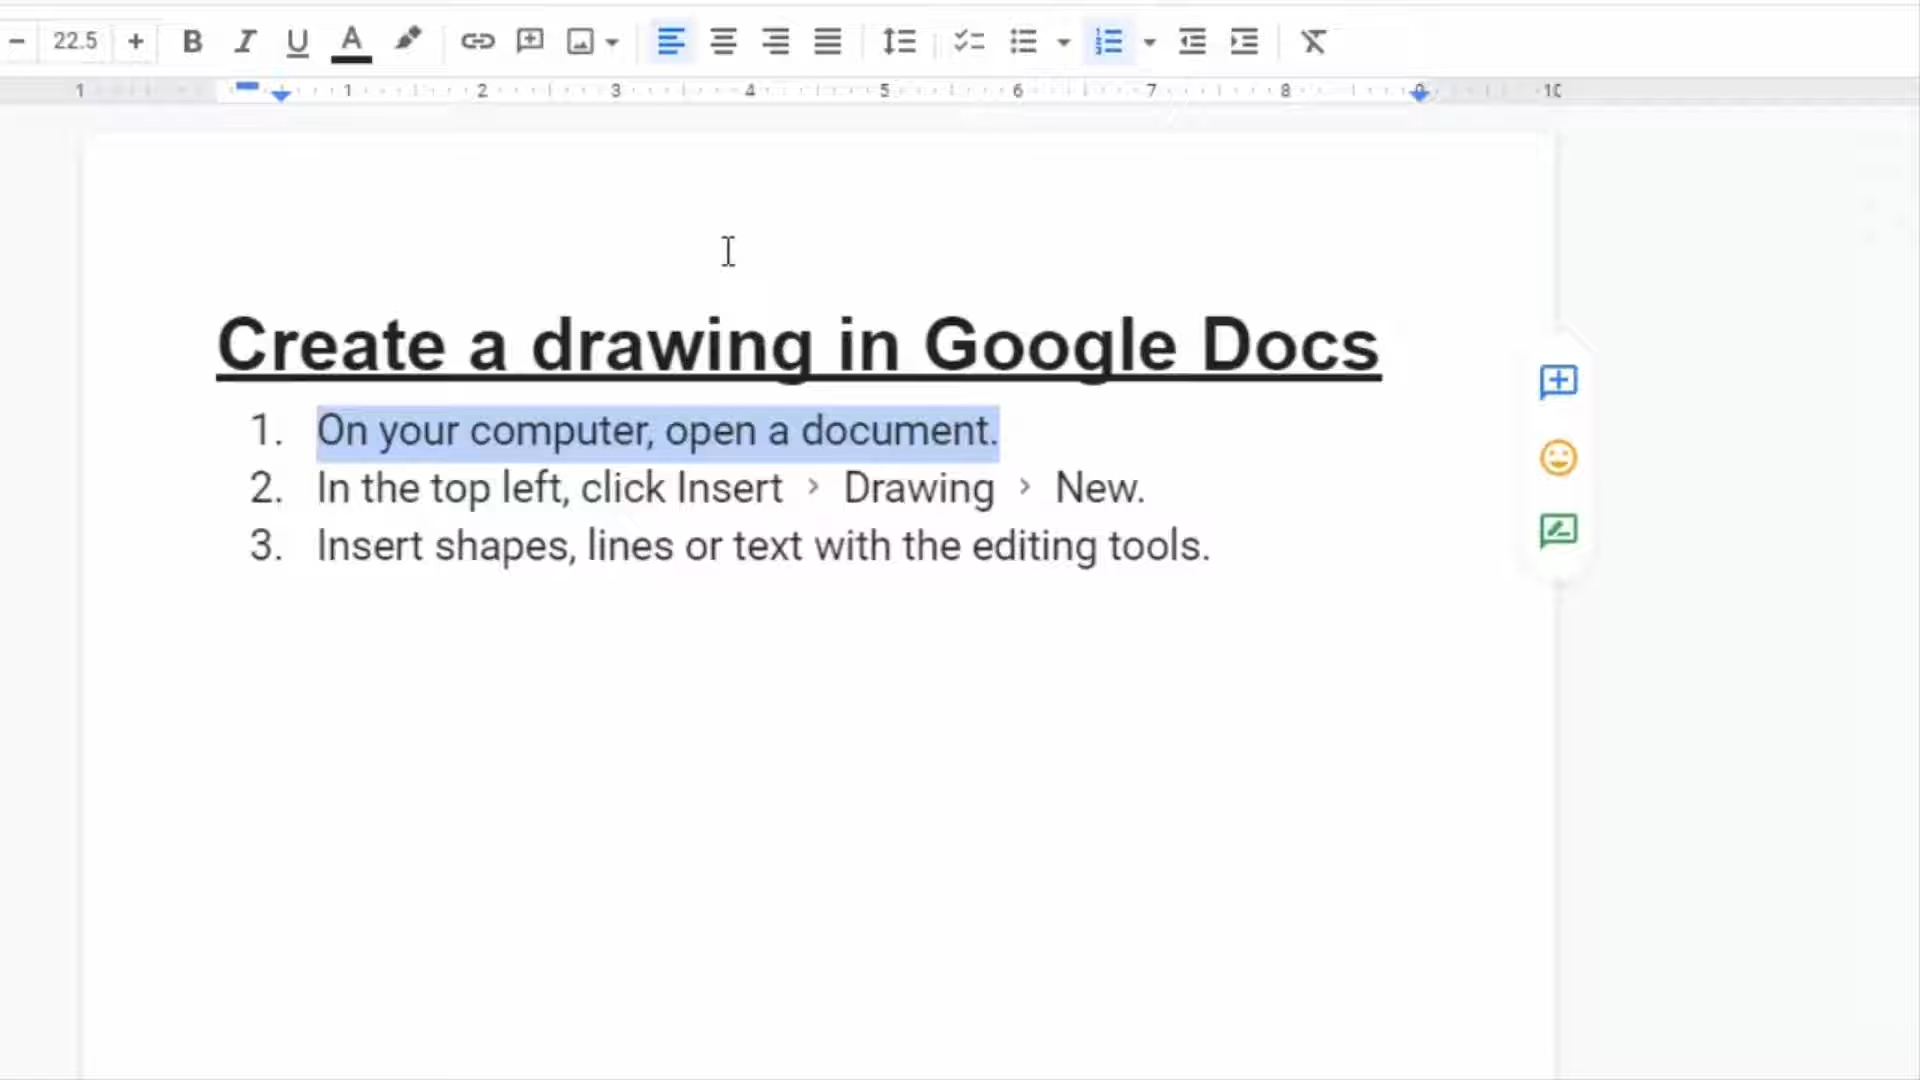 22.5
1 1 2 3 4 5 6 7 8 9 10
Create a drawing in Google Docs
1. On your computer, open a document.
2. In the top left, click Insert > Drawing > New.
3. Insert shapes, lines or text with the editing tools.